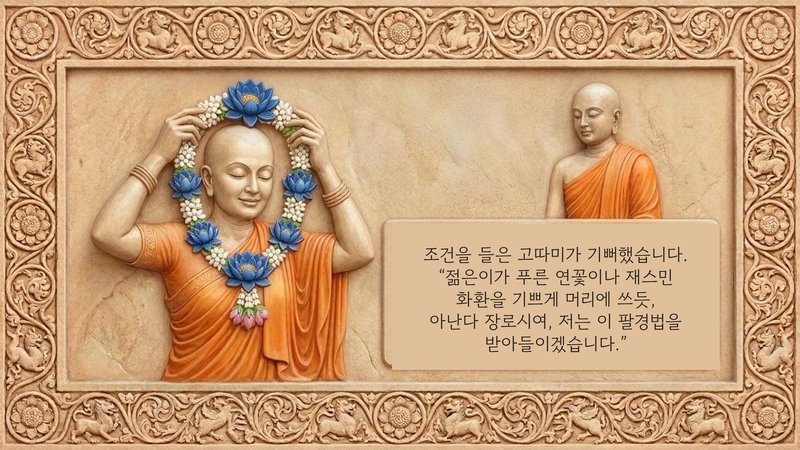 조건을 들은 고따미가 기뻐했습니다.
“젊은이가 푸른 연꽃이나 재스민
화환을 기쁘게 머리에 쓰듯,
아난다 장로시여, 저는 이 팔경법을
받아들이겠습니다.”